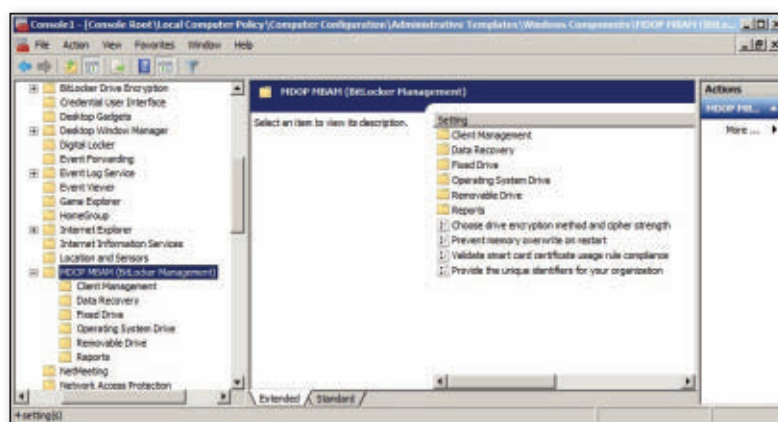 Console1 - [Console Root\Local Computer Policy\Computer Configuration\Administrative Templates\Windows Components\MDOP MBAM (BitLo...
File Action View Favorites Window Help
BitLocker Drive Encryption
Credential User Interface
Desktop Gadgets
Desktop Window Manager
Digital Locker
Event Forwarding
Event Log Service
Event Viewer
Game Explorer
HomeGroup
Internet Explorer
Internet Information Services
Location and Sensors
MDOP MBAM (BitLocker Management)
Client Management
Data Recovery
Fixed Drive
Operating System Drive
Removable Drive
Reports
NetMeeting
Network Access Protection
MDOP MBAM (BitLocker Management)
Select an item to view its description.
Setting
Client Management
Data Recovery
Fixed Drive
Operating System Drive
Removable Drive
Reports
Choose drive encryption method and cipher strength
Prevent memory overwrite on restart
Validate smart card certificate usage rule compliance
Provide the unique identifiers for your organization
Extended
Standard
Actions
MDOP MB...
More ...
4 setting(s)